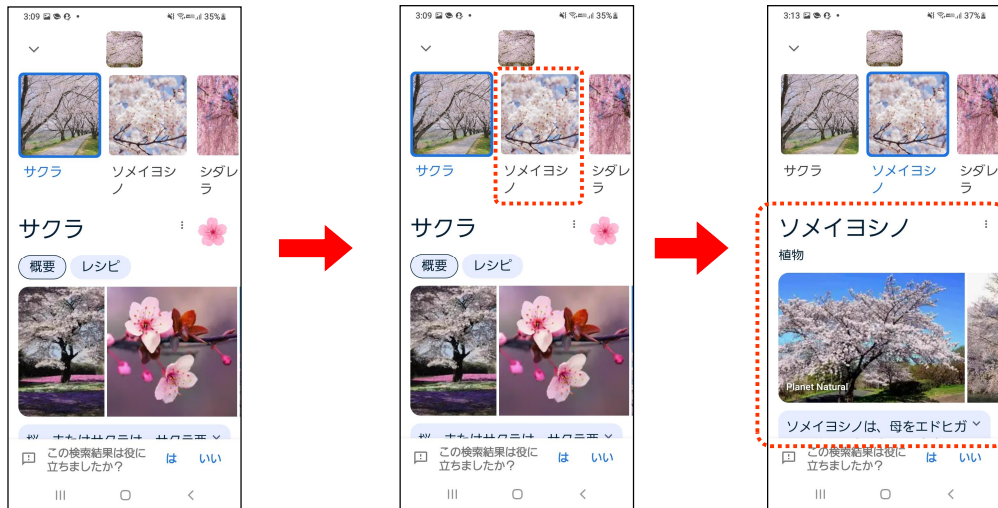 3:09
35%
サクラ
ソメイヨシ
ノ
シダレ
ラ
サクラ
概要
レシピ
この検索結果は役に
立ちましたか?
は
いい
3:09
35%
サクラ
ソメイヨシ
ノ
シダレ
ラ
サクラ
概要
レシピ
この検索結果は役に
立ちましたか?
は
いい
3:13
37%
サクラ
ソメイヨシ
ノ
シダレ
ラ
ソメイヨシノ
植物
Planet Natural
ソメイヨシノは、母をエドヒガ
この検索結果は役に
立ちましたか?
は
いい